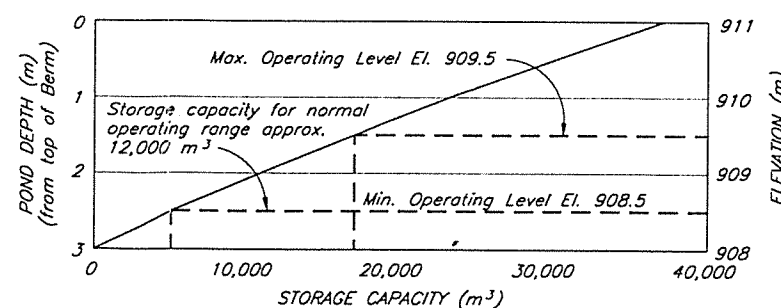 POND DEPTH (m)
(from top of Berm)
0
1
2
3
Max. Operating Level El. 909.5
Storage capacity for normal
operating range approx.
12,000 m³
Min. Operating Level El. 908.5
911
910
909
908
ELEVATION (m)
0
10,000
20,000
30,000
40,000
STORAGE CAPACITY (m³)